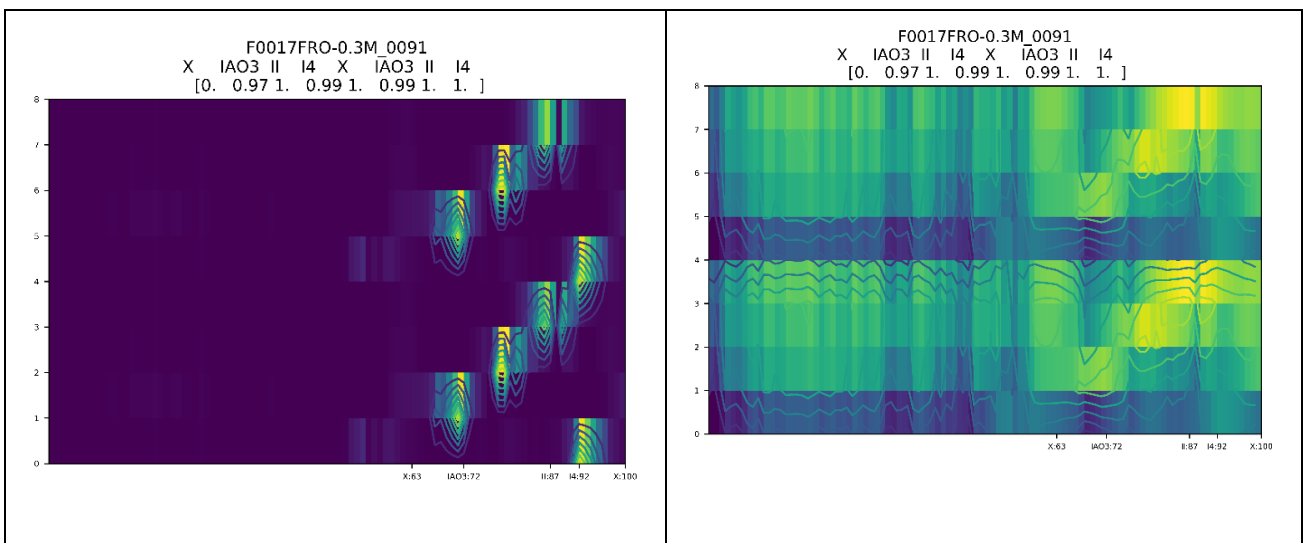 F0017FRO-0.3M_0091
X IAO3 II I4 X IAO3 II I4
[0. 0.97 1. 0.99 1. 0.99 1. 1. ]
8
7
6
5
4
3
2
1
0
X:63 IAO3:72 II:87 I4:92 X:100
F0017FRO-0.3M_0091
X IAO3 II I4 X IAO3 II I4
[0. 0.97 1. 0.99 1. 0.99 1. 1. ]
8
7
6
5
4
3
2
1
0
X:63 IAO3:72 II:87 I4:92 X:100